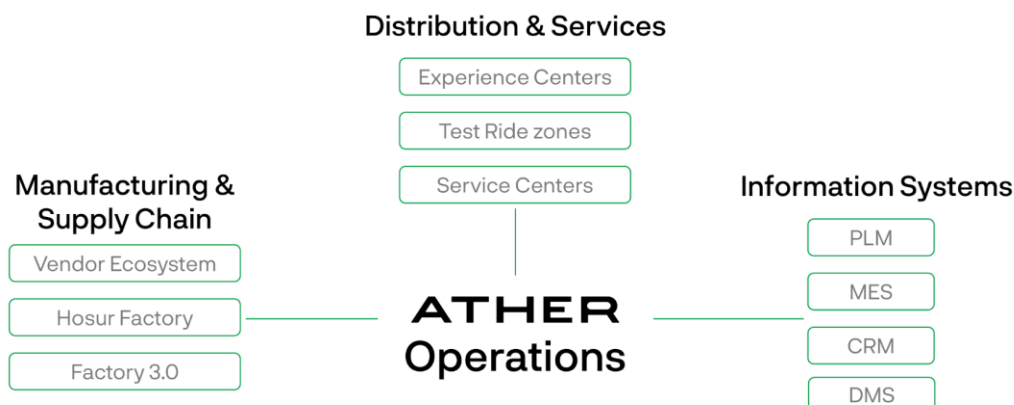 Distribution & Services
Experience Centers
Test Ride zones
Service Centers
Manufacturing &
Supply Chain
Vendor Ecosystem
Hosur Factory
Factory 3.0
ATHER
Operations
Information Systems
PLM
MES
CRM
DMS